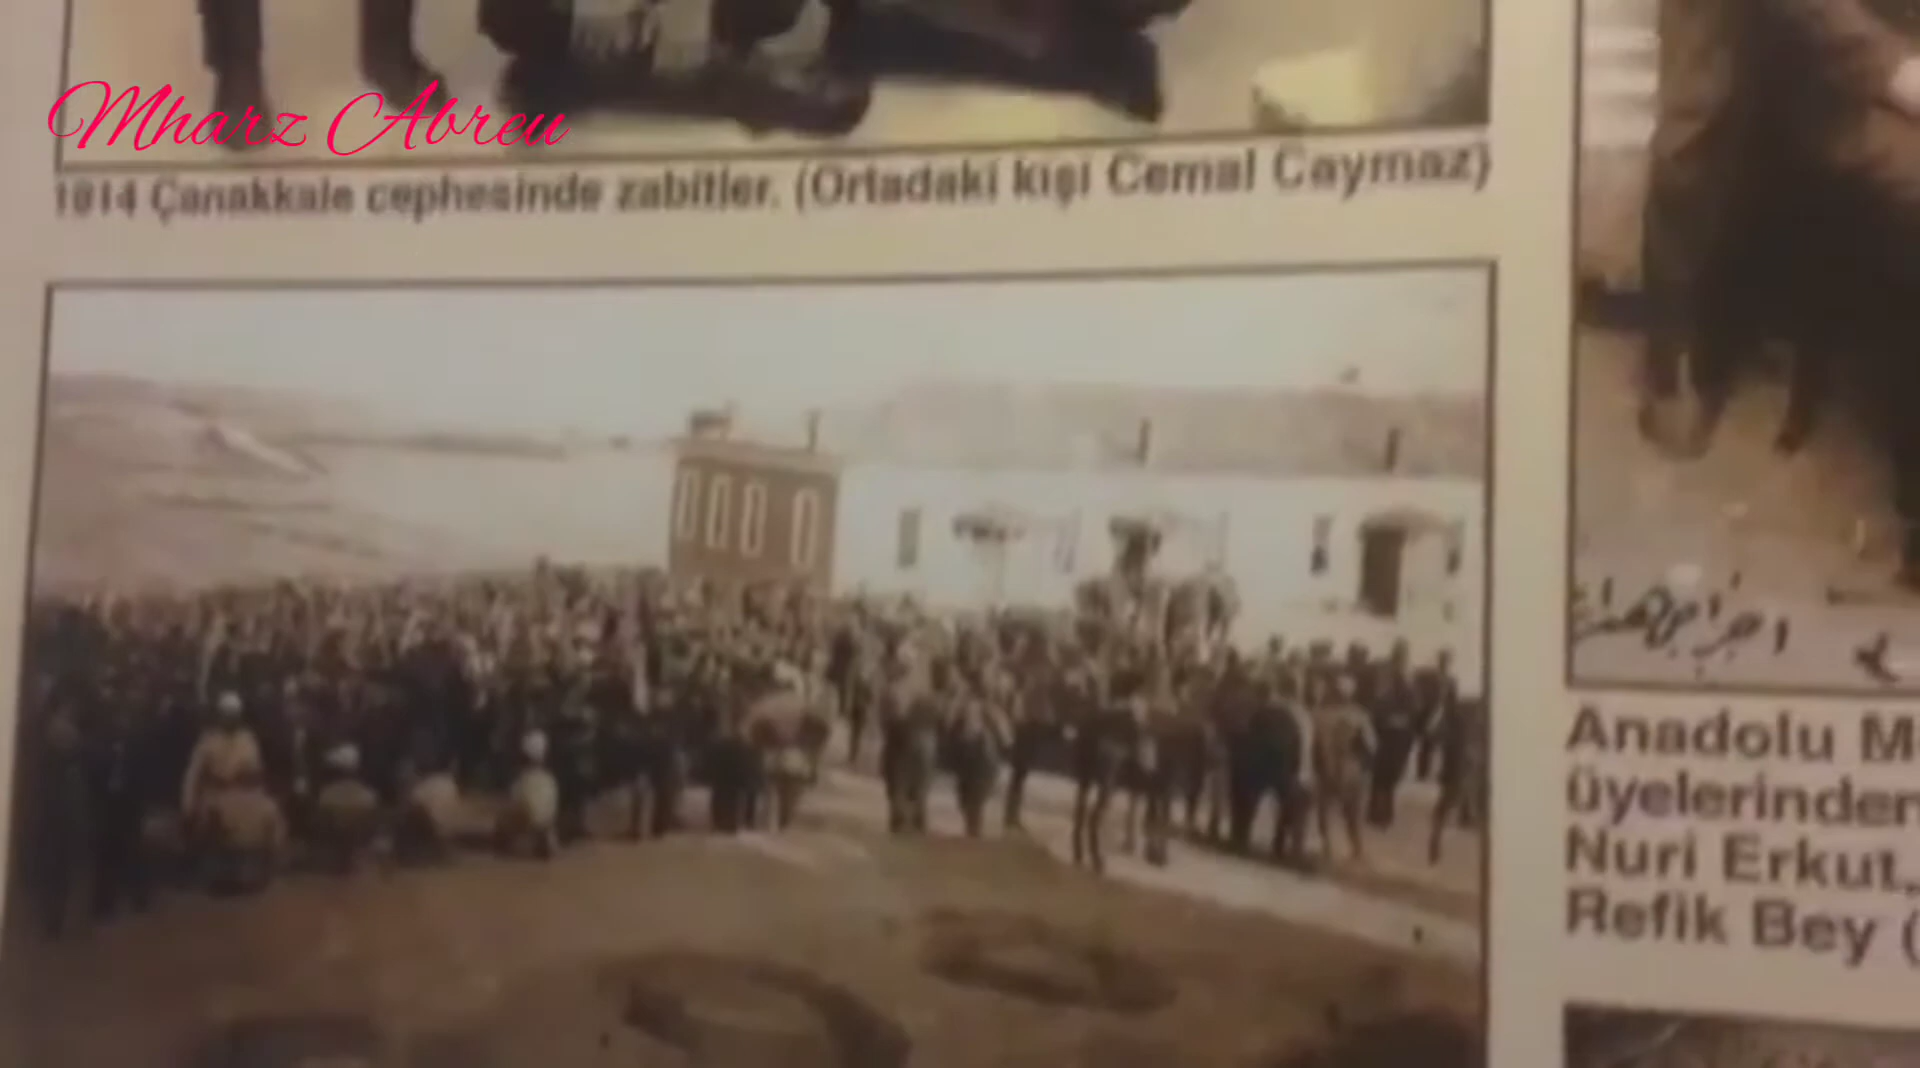 Mharz Abreu
1914 Çanakkale cephesinde zabitler. (Ortadaki kişi Cemal Caymaz)
Anadolu M
üyelerinden
Nuri Erkut,
Refik Bey (